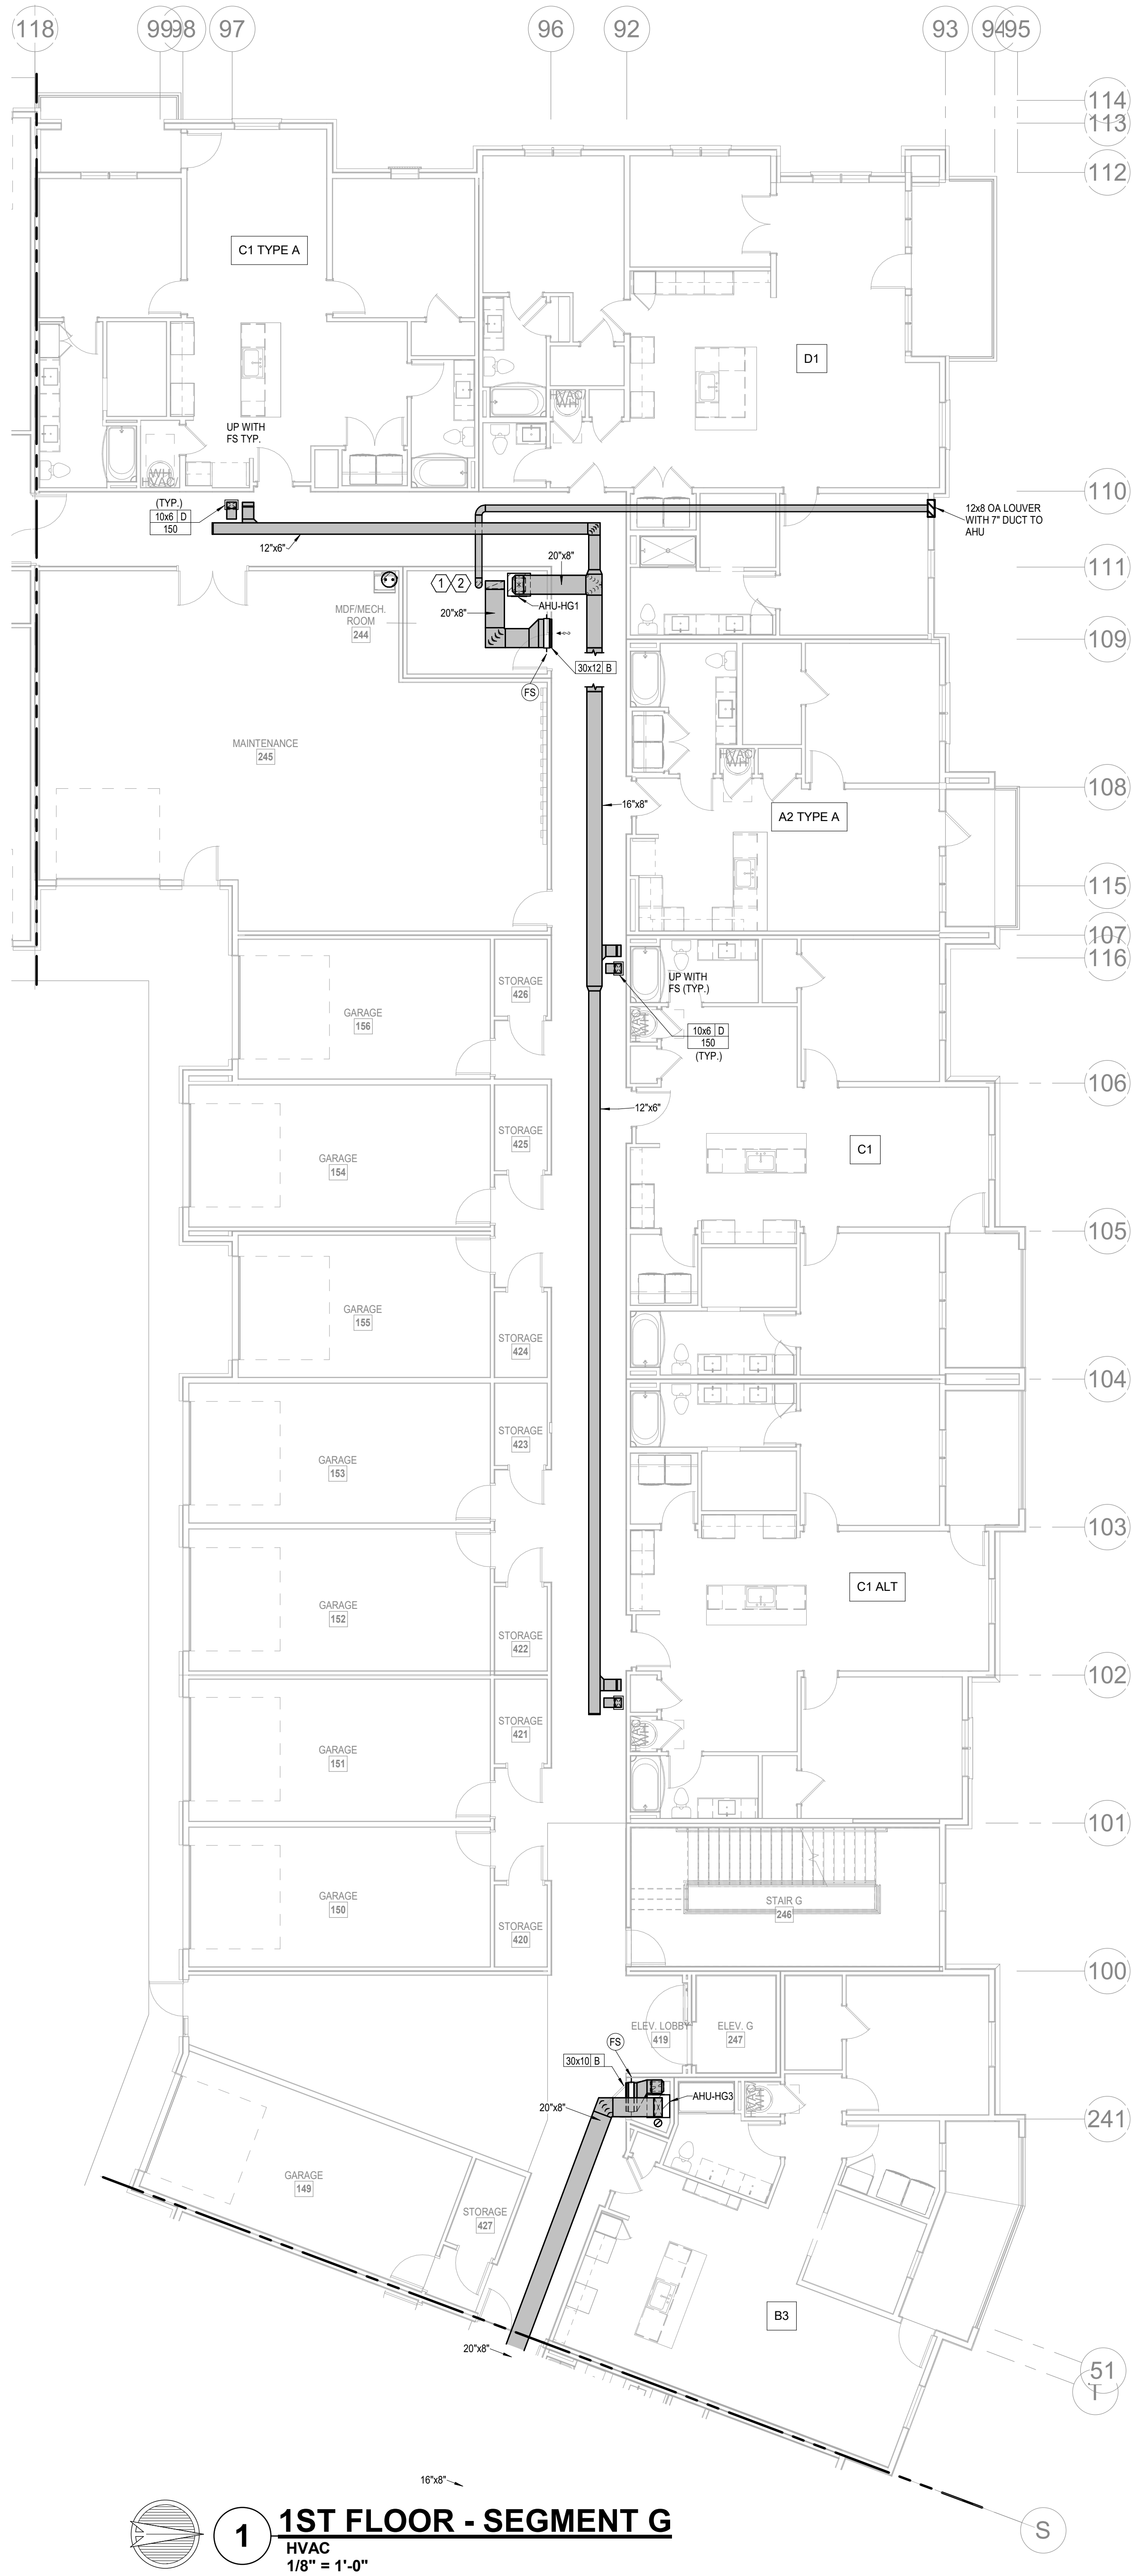 118
99
98
97
96
92
93
94
95
114
113
112
C1 TYPE A
D1
UP WITH
FS TYP.
WH
HVAC
HVAC
WH
110
(TYP.)
10x6 D
150
12"x6"
12x8 OA LOUVER
WITH 7" DUCT TO
AHU
20"x8"
111
1 2
AHU-HG1
20"x8"
MDF/MECH.
ROOM
244
109
30x12 B
FS
MAINTENANCE
245
HVAC
WH
108
16"x8"
A2 TYPE A
115
107
116
UP WITH
FS (TYP.)
STORAGE
426
GARAGE
156
10x6 D
150
(TYP.)
106
12"x6"
STORAGE
425
C1
GARAGE
154
105
GARAGE
155
STORAGE
424
104
STORAGE
423
GARAGE
153
103
C1 ALT
GARAGE
152
STORAGE
422
102
STORAGE
421
GARAGE
151
101
GARAGE
150
STAIR G
246
STORAGE
420
100
ELEV. LOBBY
419
ELEV. G
247
FS
30x10 B
AHU-HG3
20"x8"
241
GARAGE
149
STORAGE
427
B3
20"x8"
51
T
16"x8"
S
1
1ST FLOOR - SEGMENT G
HVAC
1/8" = 1'-0"